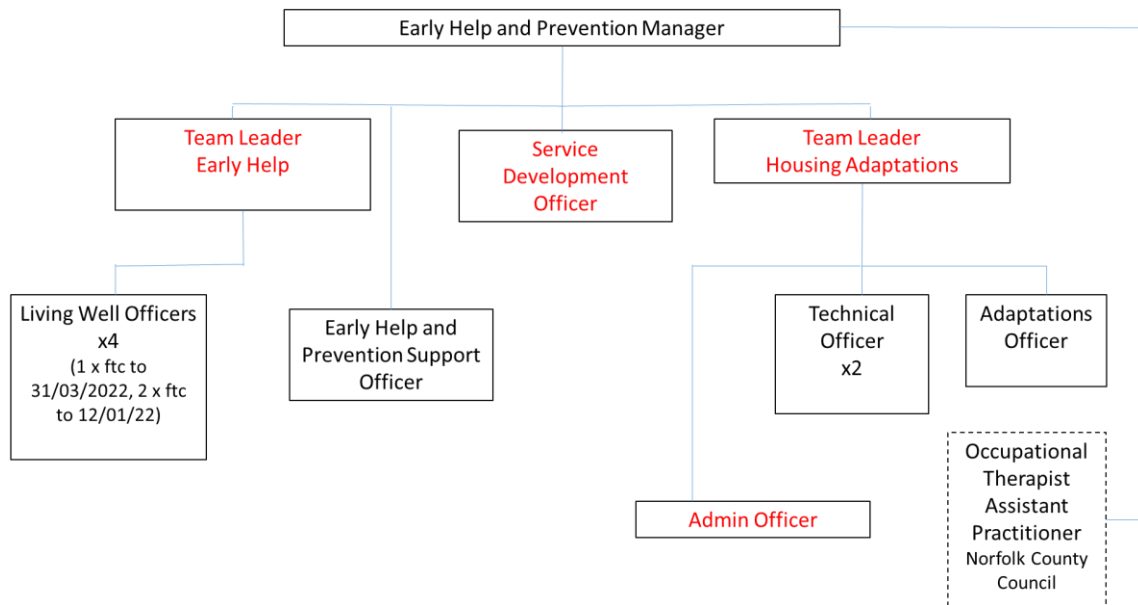 Early Help and Prevention Manager
Team Leader
Early Help
Service
Development
Officer
Team Leader
Housing Adaptations
Living Well Officers
x4
(1 x ftc to
31/03/2022, 2 x ftc
to 12/01/22)
Early Help and
Prevention Support
Officer
Technical
Officer
x2
Adaptations
Officer
Admin Officer
Occupational
Therapist
Assistant
Practitioner
Norfolk County
Council